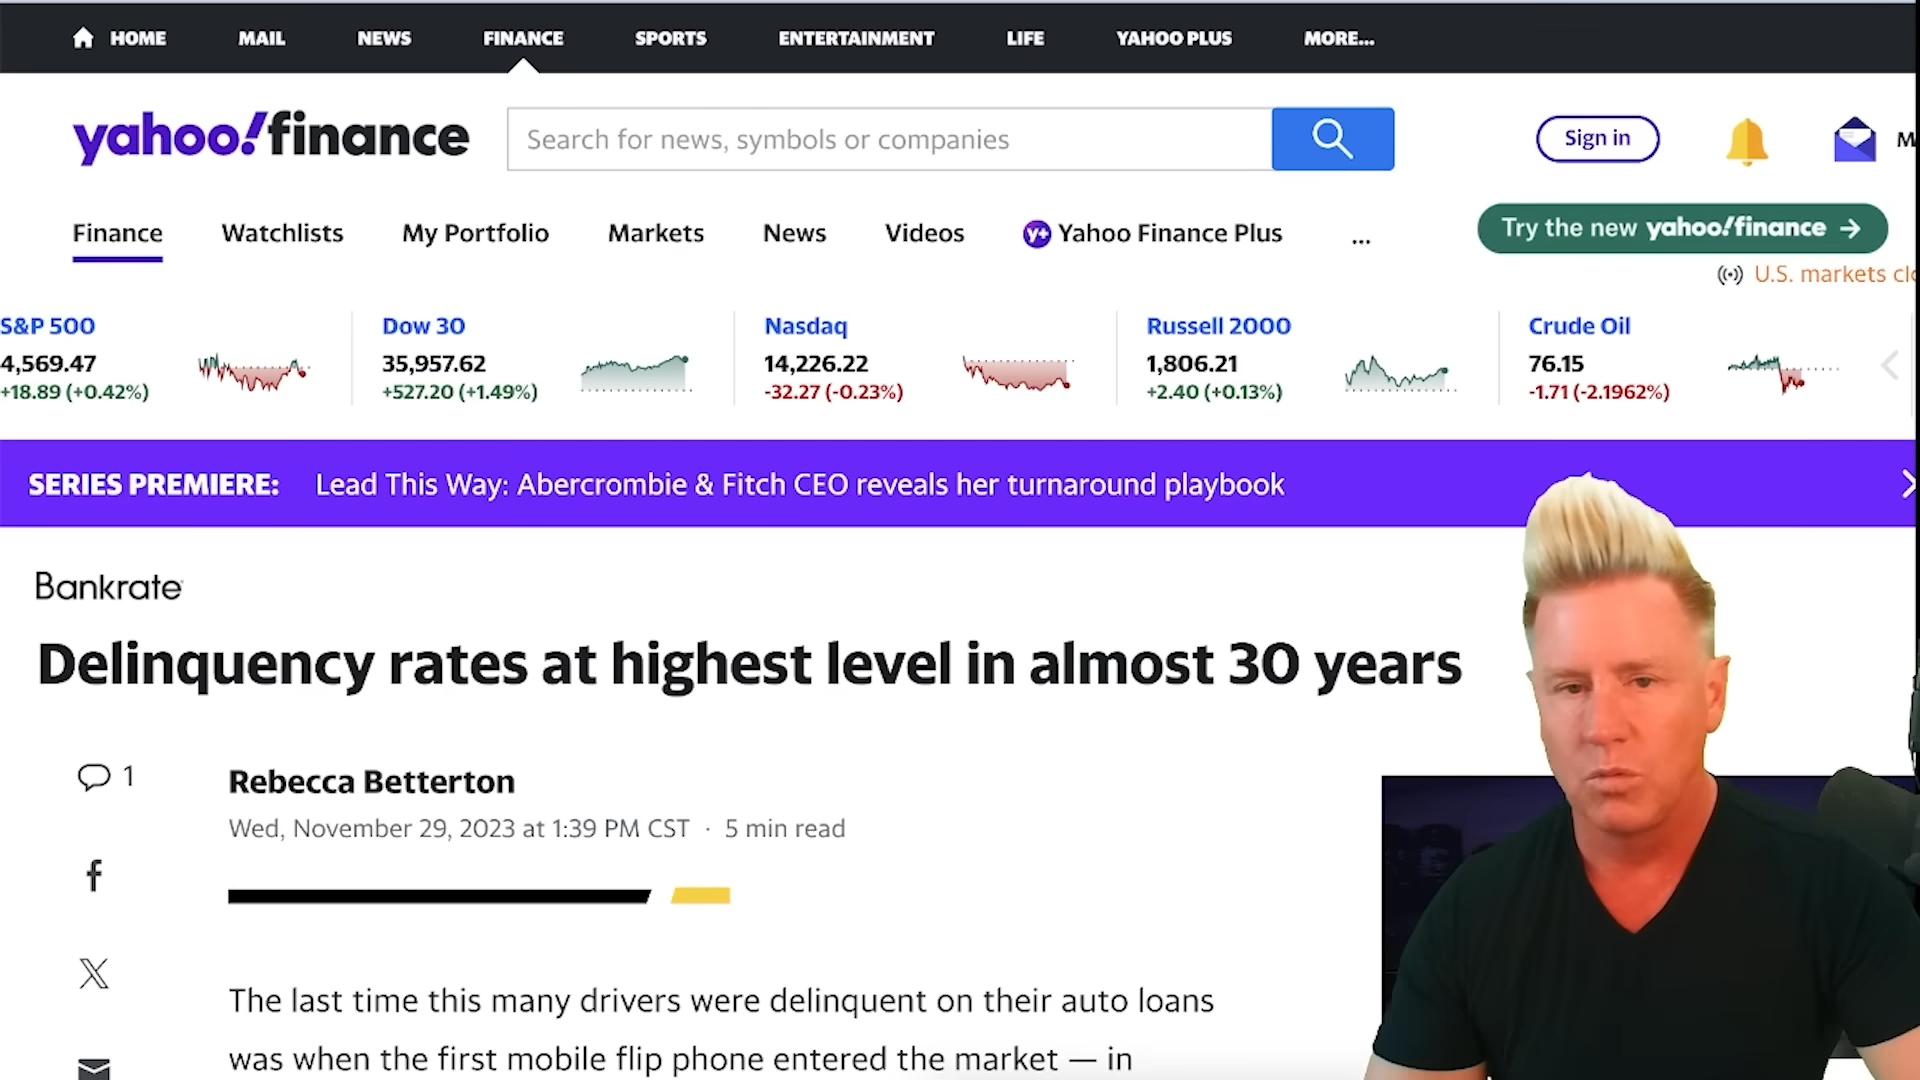 HOME MAIL NEWS FINANCE SPORTS ENTERTAINMENT LIFE YAHOO PLUS MORE...
yahoo!finance Search for news, symbols or companies Sign in M
Finance Watchlists My Portfolio Markets News Videos y+ Yahoo Finance Plus ... Try the new yahoo!finance →
U.S. markets clo
S&P 500 Dow 30 Nasdaq Russell 2000 Crude Oil
4,569.47 35,957.62 14,226.22 1,806.21 76.15
+18.89 (+0.42%) +527.20 (+1.49%) -32.27 (-0.23%) +2.40 (+0.13%) -1.71 (-2.1962%)
SERIES PREMIERE: Lead This Way: Abercrombie & Fitch CEO reveals her turnaround playbook
Bankrate
Delinquency rates at highest level in almost 30 years
1 Rebecca Betterton
Wed, November 29, 2023 at 1:39 PM CST · 5 min read
The last time this many drivers were delinquent on their auto loans
was when the first mobile flip phone entered the market — in